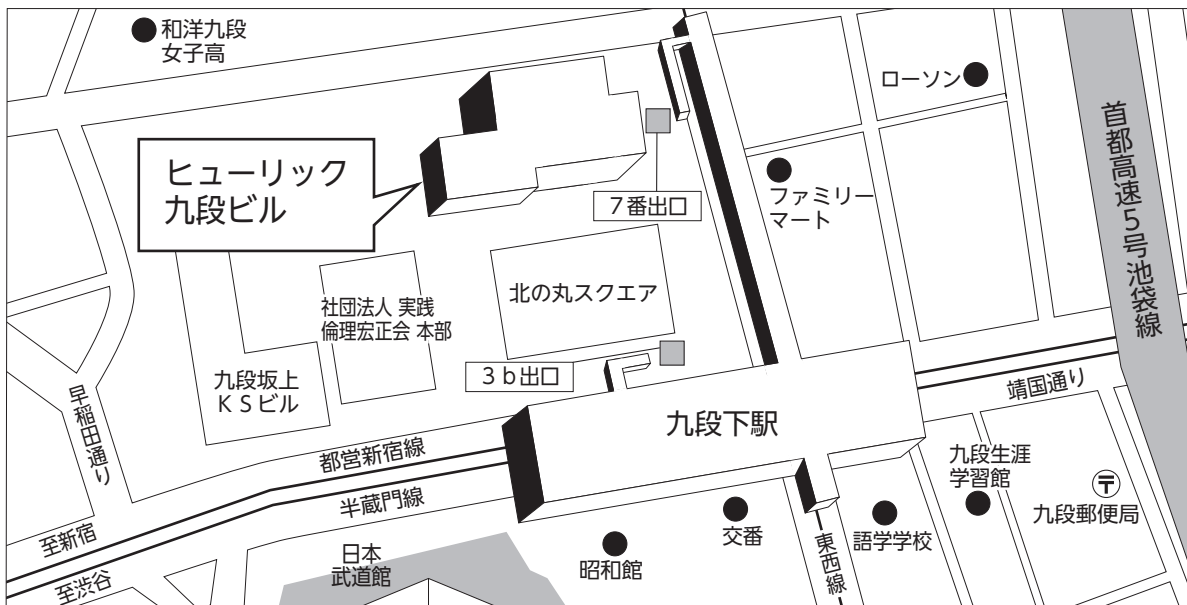 和洋九段
女子高
ローソン
首都高速5号池袋線
ヒューリック
九段ビル
7番出口
ファミリー
マート
北の丸スクエア
社団法人 実践
倫理宏正会 本部
3b出口
九段坂上
KSビル
早稲田通り
九段下駅
靖国通り
都営新宿線
半蔵門線
九段生涯
学習館
〒
九段郵便局
語学学校
東西線
交番
昭和館
日本
武道館
至新宿
至渋谷